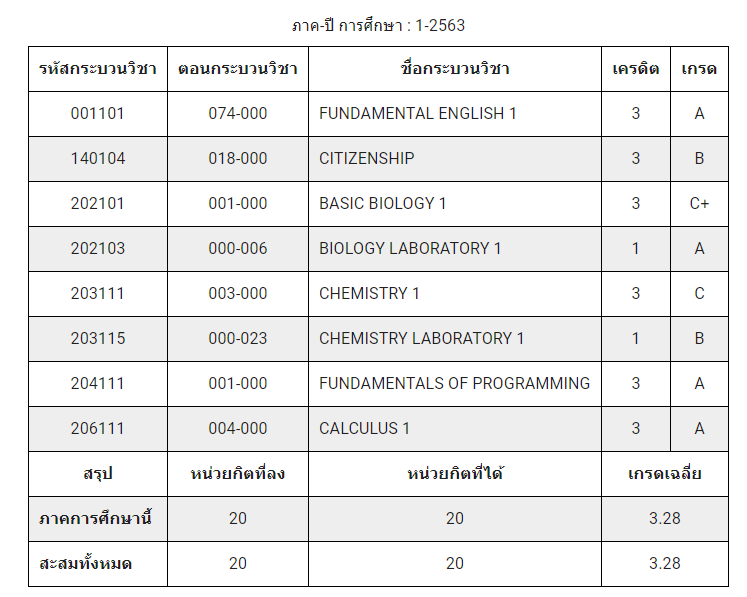 ภาค-ปี การศึกษา : 1-2563
รหัสกระบวนวิชา ตอนกระบวนวิชา ชื่อกระบวนวิชา เครดิต เกรด
001101 074-000 FUNDAMENTAL ENGLISH 1 3 A
140104 018-000 CITIZENSHIP 3 B
202101 001-000 BASIC BIOLOGY 1 3 C+
202103 000-006 BIOLOGY LABORATORY 1 1 A
203111 003-000 CHEMISTRY 1 3 C
203115 000-023 CHEMISTRY LABORATORY 1 1 B
204111 001-000 FUNDAMENTALS OF PROGRAMMING 3 A
206111 004-000 CALCULUS 1 3 A
สรุป หน่วยกิตที่ลง หน่วยกิตที่ได้ เกรดเฉลี่ย
ภาคการศึกษานี้ 20 20 3.28
สะสมทั้งหมด 20 20 3.28